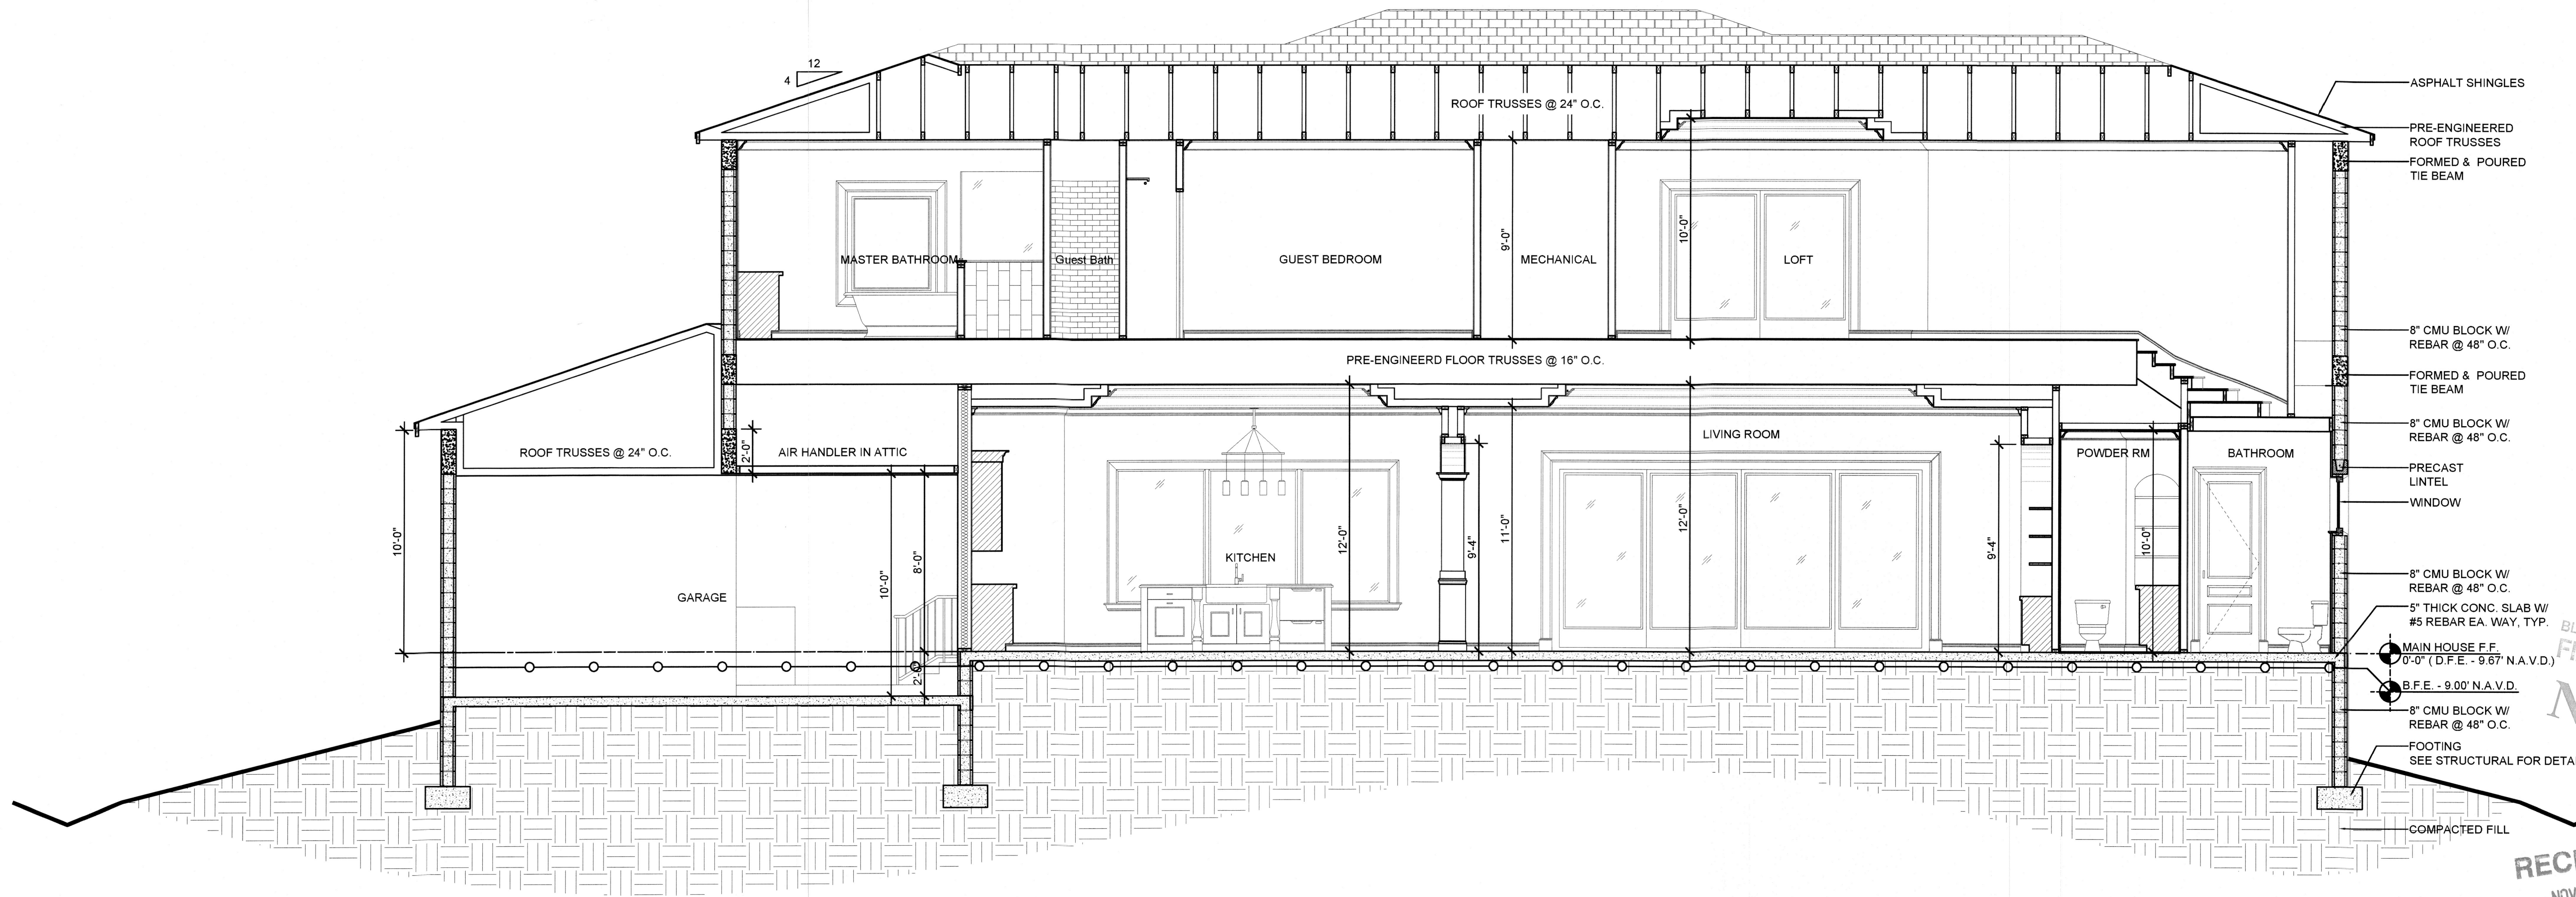 12
4
ROOF TRUSSES @ 24" O.C.
ASPHALT SHINGLES
PRE-ENGINEERED
ROOF TRUSSES
FORMED & POURED
TIE BEAM
MASTER BATHROOM
Guest Bath
GUEST BEDROOM
9'-0"
MECHANICAL
10'-0"
LOFT
8" CMU BLOCK W/
REBAR @ 48" O.C.
PRE-ENGINEERD FLOOR TRUSSES @ 16" O.C.
FORMED & POURED
TIE BEAM
8" CMU BLOCK W/
REBAR @ 48" O.C.
ROOF TRUSSES @ 24" O.C.
2'-0"
AIR HANDLER IN ATTIC
LIVING ROOM
POWDER RM
BATHROOM
PRECAST
LINTEL
WINDOW
10'-0"
GARAGE
10'-0"
8'-0"
2'-0"
KITCHEN
12'-0"
9'-4"
11'-0"
12'-0"
9'-4"
10'-0"
8" CMU BLOCK W/
REBAR @ 48" O.C.
5" THICK CONC. SLAB W/
#5 REBAR EA. WAY, TYP.
MAIN HOUSE F.F.
0'-0" ( D.F.E. - 9.67' N.A.V.D.)
B.F.E. - 9.00' N.A.V.D.
8" CMU BLOCK W/
REBAR @ 48" O.C.
FOOTING
SEE STRUCTURAL FOR DETA
COMPACTED FILL
RECE
NOV